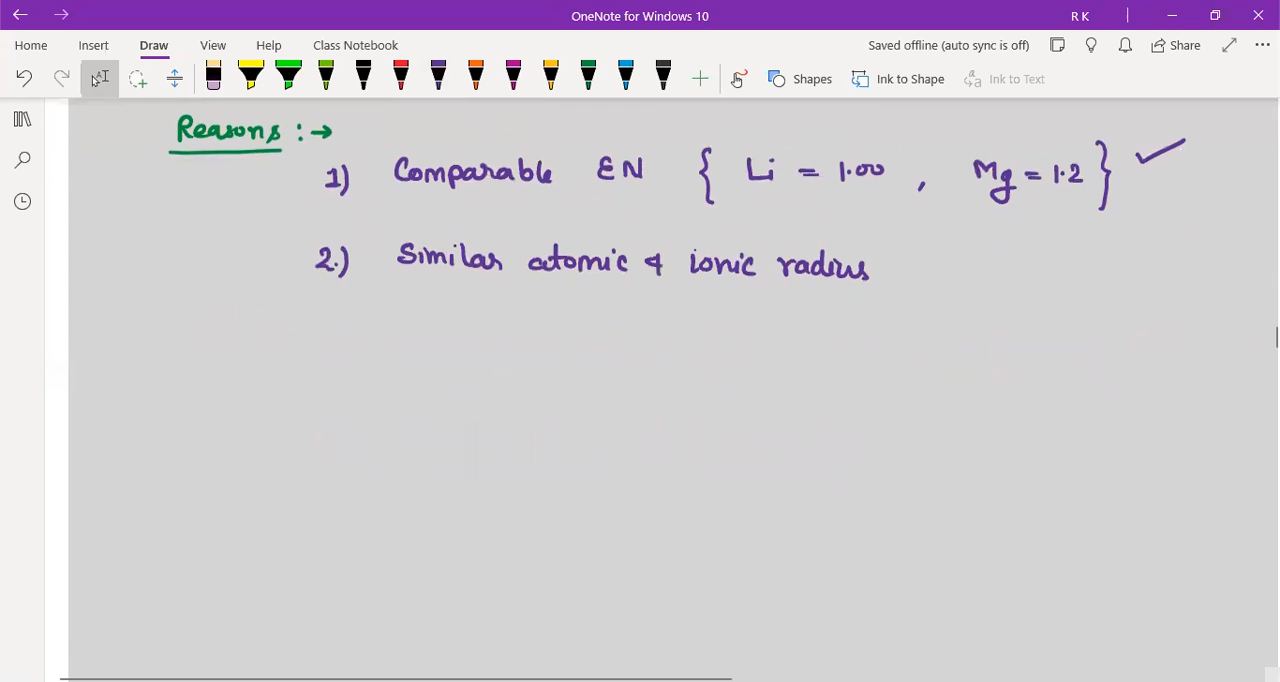 OneNote for Windows 10
R K
Home Insert Draw View Help Class Notebook
Saved offline (auto sync is off) Share
Shapes Ink to Shape Ink to Text
Reasons :→
1) Comparable EN { Li = 1.00 , Mg = 1.2 } ✓
2.) Similar atomic & ionic radius